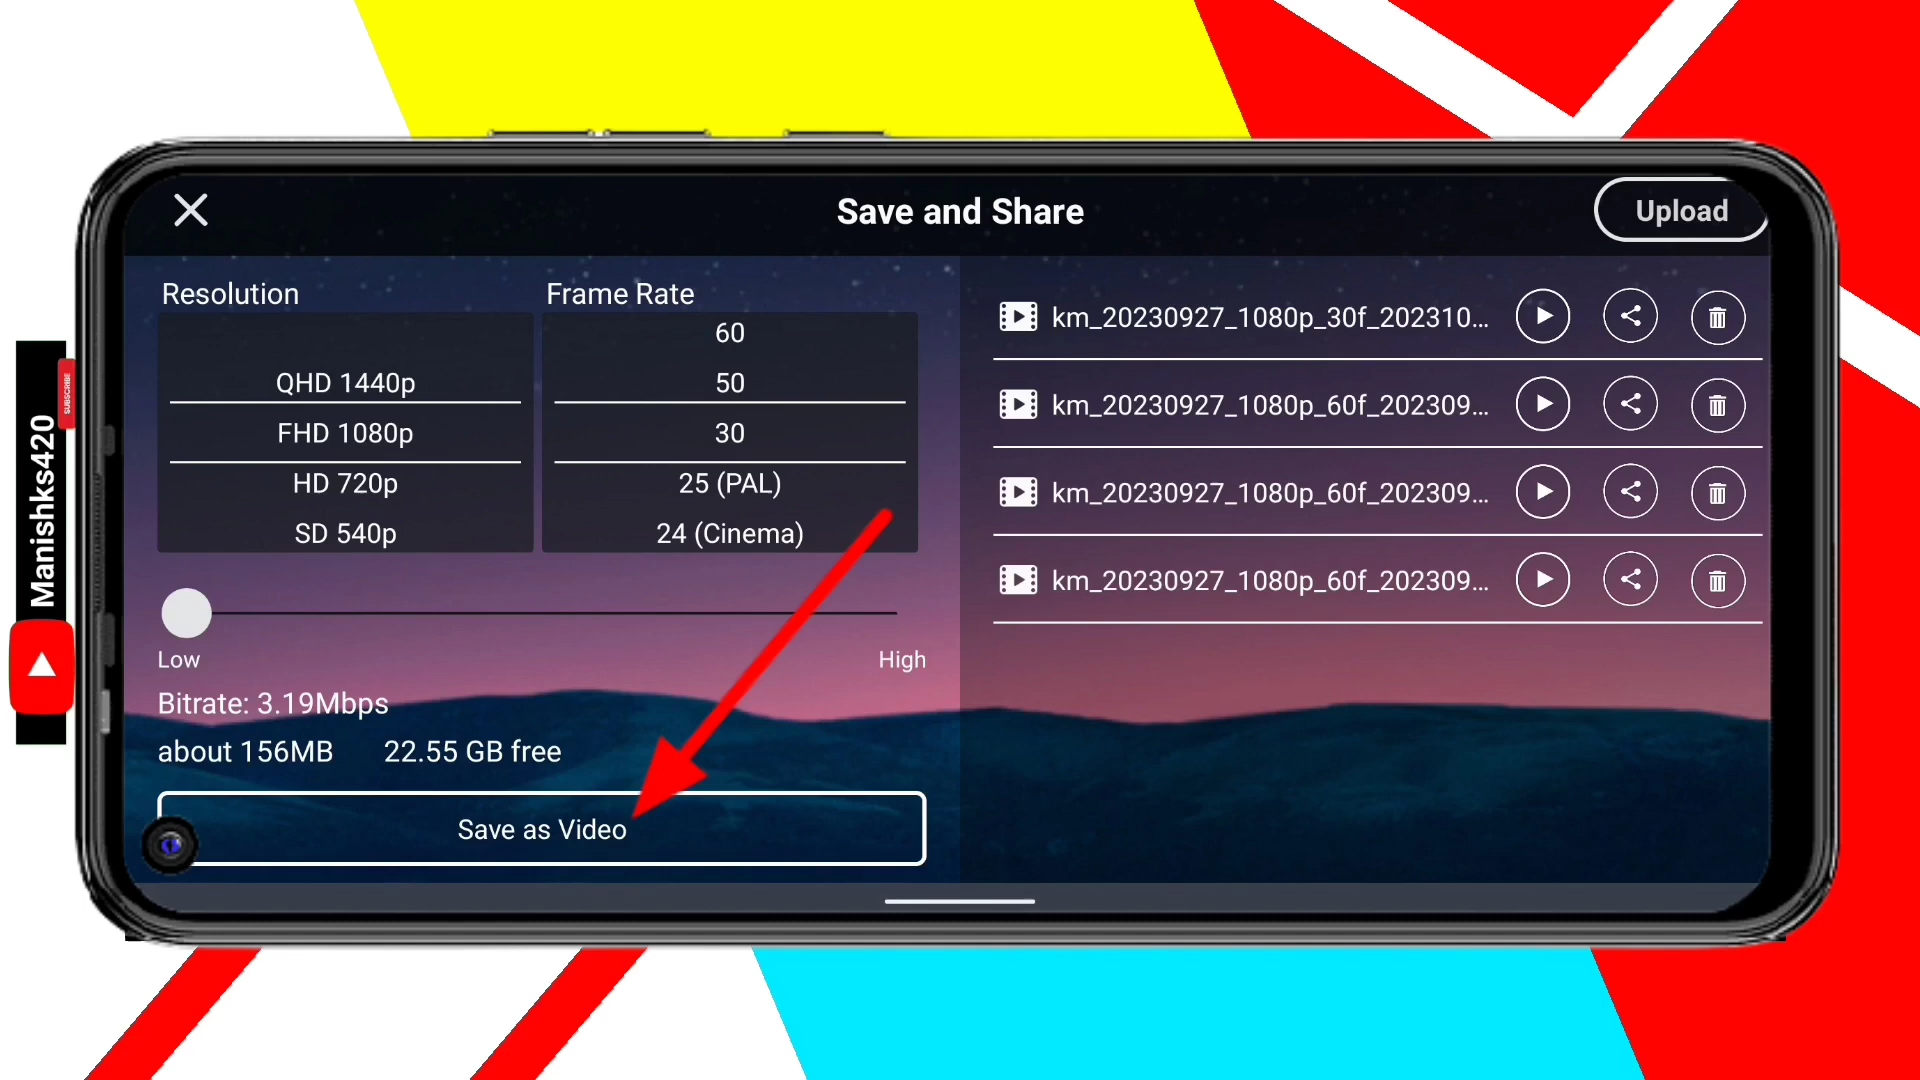 Save and Share
Upload
Resolution
Frame Rate
QHD 1440p
FHD 1080p
HD 720p
SD 540p
60
50
30
25 (PAL)
24 (Cinema)
Low
High
Bitrate: 3.19Mbps
about 156MB 22.55 GB free
Save as Video
km_20230927_1080p_30f_202310...
km_20230927_1080p_60f_202309...
km_20230927_1080p_60f_202309...
km_20230927_1080p_60f_202309...
Manishks420
SUBSCRIBE